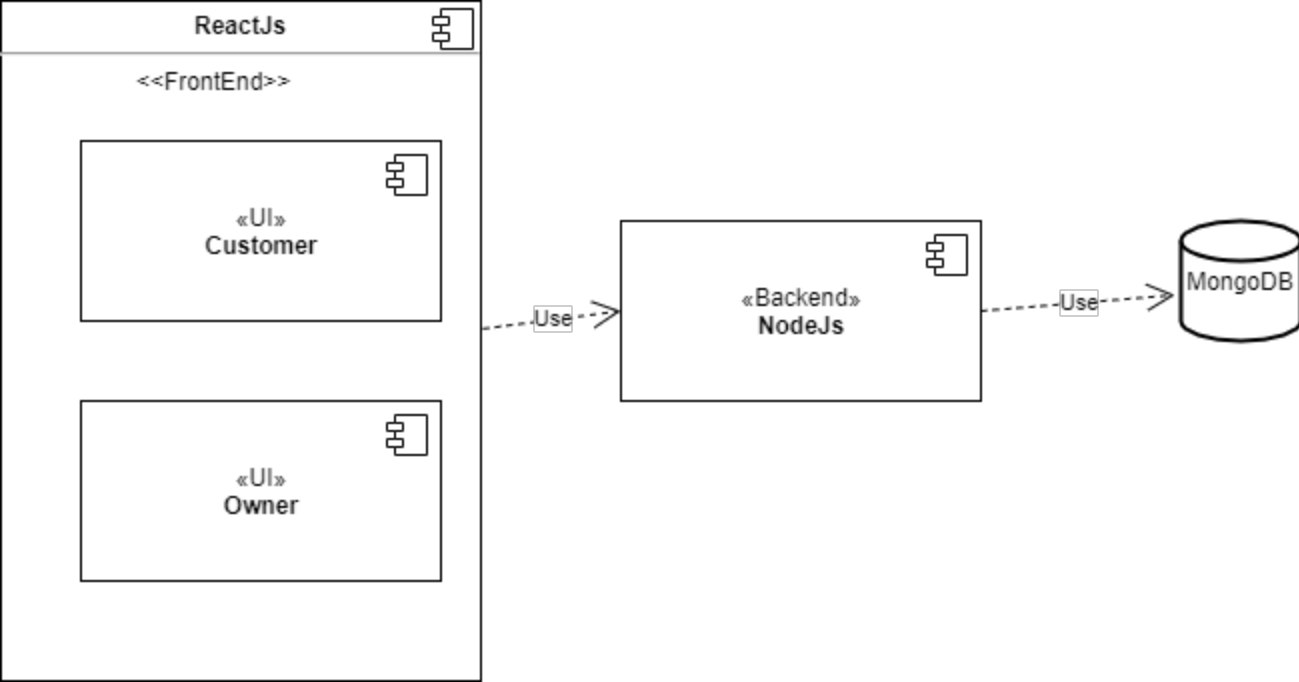 ReactJs
<<FrontEnd>>
«UI»
Customer
«UI»
Owner
Use
«Backend»
NodeJs
Use
MongoDB